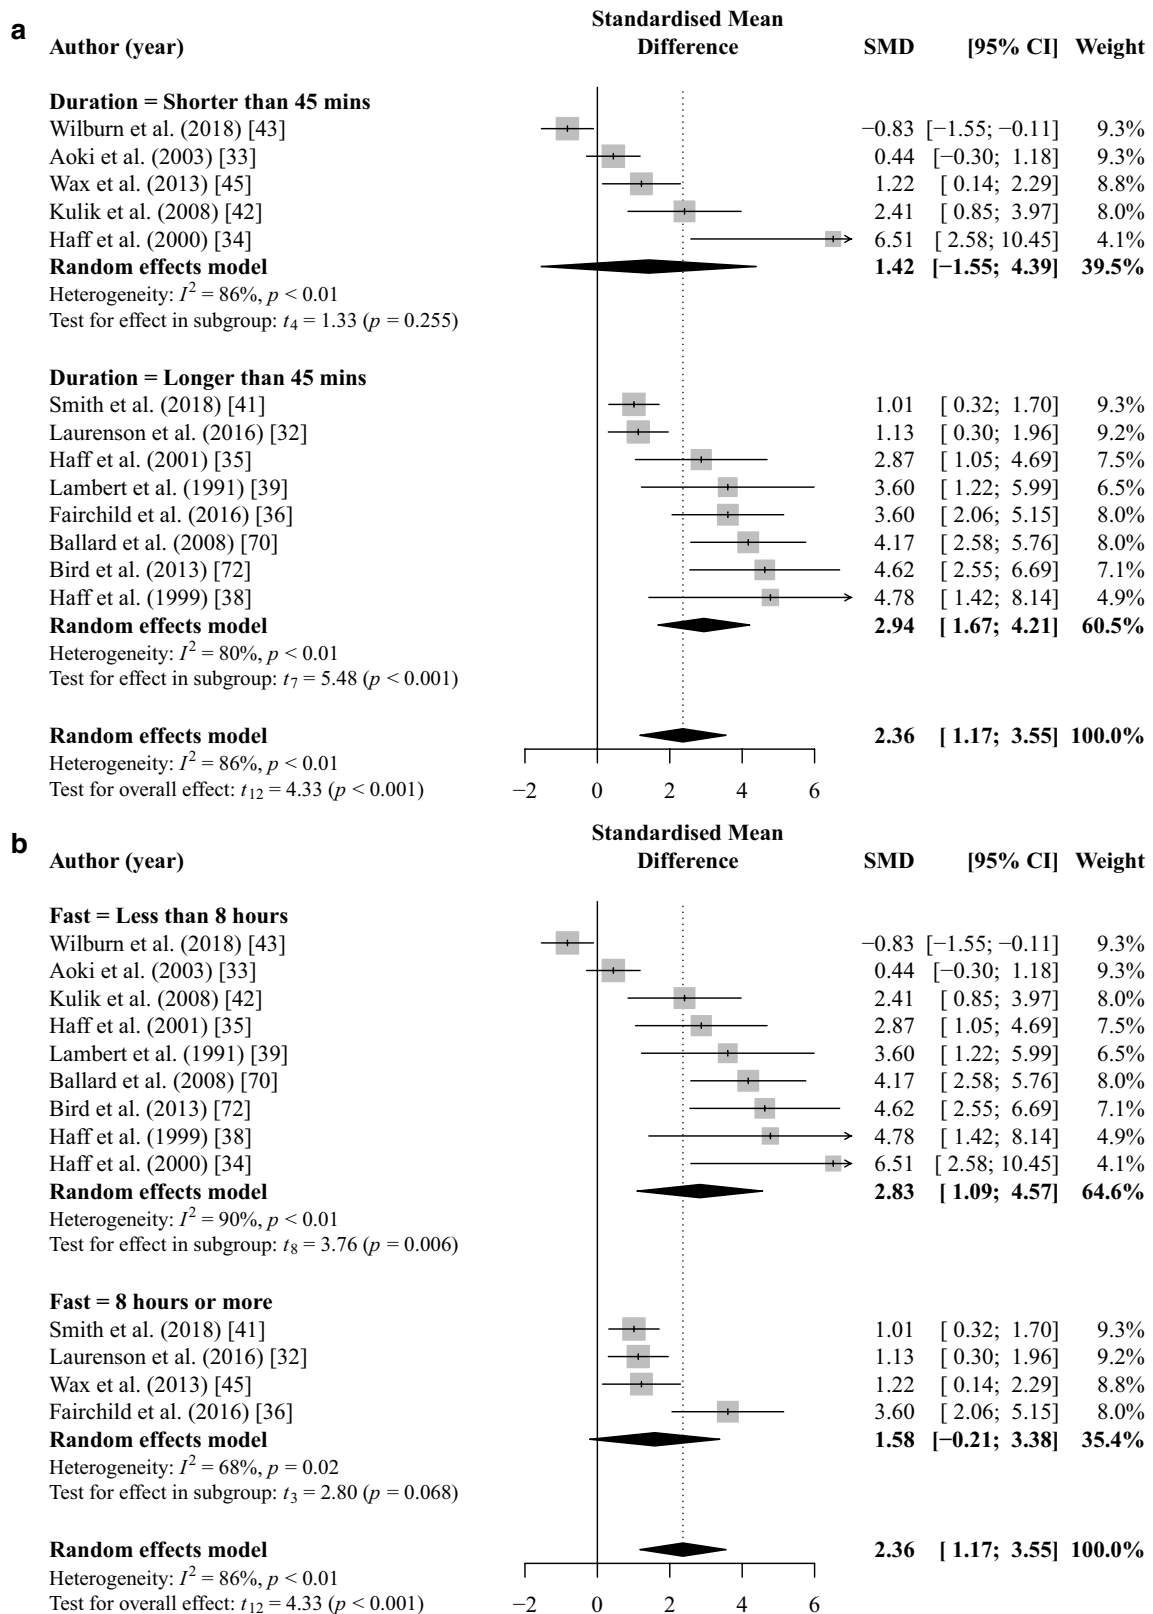 a
Standardised Mean
Author (year) Difference SMD [95% CI] Weight
Duration = Shorter than 45 mins
Wilburn et al. (2018) [43] −0.83 [−1.55; −0.11] 9.3%
Aoki et al. (2003) [33] 0.44 [−0.30; 1.18] 9.3%
Wax et al. (2013) [45] 1.22 [ 0.14; 2.29] 8.8%
Kulik et al. (2008) [42] 2.41 [ 0.85; 3.97] 8.0%
Haff et al. (2000) [34] 6.51 [ 2.58; 10.45] 4.1%
Random effects model 1.42 [−1.55; 4.39] 39.5%
Heterogeneity: I² = 86%, p < 0.01
Test for effect in subgroup: t₄ = 1.33 (p = 0.255)
Duration = Longer than 45 mins
Smith et al. (2018) [41] 1.01 [ 0.32; 1.70] 9.3%
Laurenson et al. (2016) [32] 1.13 [ 0.30; 1.96] 9.2%
Haff et al. (2001) [35] 2.87 [ 1.05; 4.69] 7.5%
Lambert et al. (1991) [39] 3.60 [ 1.22; 5.99] 6.5%
Fairchild et al. (2016) [36] 3.60 [ 2.06; 5.15] 8.0%
Ballard et al. (2008) [70] 4.17 [ 2.58; 5.76] 8.0%
Bird et al. (2013) [72] 4.62 [ 2.55; 6.69] 7.1%
Haff et al. (1999) [38] 4.78 [ 1.42; 8.14] 4.9%
Random effects model 2.94 [ 1.67; 4.21] 60.5%
Heterogeneity: I² = 80%, p < 0.01
Test for effect in subgroup: t₇ = 5.48 (p < 0.001)
Random effects model 2.36 [ 1.17; 3.55] 100.0%
Heterogeneity: I² = 86%, p < 0.01
Test for overall effect: t₁₂ = 4.33 (p < 0.001)
−2 0 2 4 6
b
Standardised Mean
Author (year) Difference SMD [95% CI] Weight
Fast = Less than 8 hours
Wilburn et al. (2018) [43] −0.83 [−1.55; −0.11] 9.3%
Aoki et al. (2003) [33] 0.44 [−0.30; 1.18] 9.3%
Kulik et al. (2008) [42] 2.41 [ 0.85; 3.97] 8.0%
Haff et al. (2001) [35] 2.87 [ 1.05; 4.69] 7.5%
Lambert et al. (1991) [39] 3.60 [ 1.22; 5.99] 6.5%
Ballard et al. (2008) [70] 4.17 [ 2.58; 5.76] 8.0%
Bird et al. (2013) [72] 4.62 [ 2.55; 6.69] 7.1%
Haff et al. (1999) [38] 4.78 [ 1.42; 8.14] 4.9%
Haff et al. (2000) [34] 6.51 [ 2.58; 10.45] 4.1%
Random effects model 2.83 [ 1.09; 4.57] 64.6%
Heterogeneity: I² = 90%, p < 0.01
Test for effect in subgroup: t₈ = 3.76 (p = 0.006)
Fast = 8 hours or more
Smith et al. (2018) [41] 1.01 [ 0.32; 1.70] 9.3%
Laurenson et al. (2016) [32] 1.13 [ 0.30; 1.96] 9.2%
Wax et al. (2013) [45] 1.22 [ 0.14; 2.29] 8.8%
Fairchild et al. (2016) [36] 3.60 [ 2.06; 5.15] 8.0%
Random effects model 1.58 [−0.21; 3.38] 35.4%
Heterogeneity: I² = 68%, p = 0.02
Test for effect in subgroup: t₃ = 2.80 (p = 0.068)
Random effects model 2.36 [ 1.17; 3.55] 100.0%
Heterogeneity: I² = 86%, p < 0.01
Test for overall effect: t₁₂ = 4.33 (p < 0.001)
−2 0 2 4 6